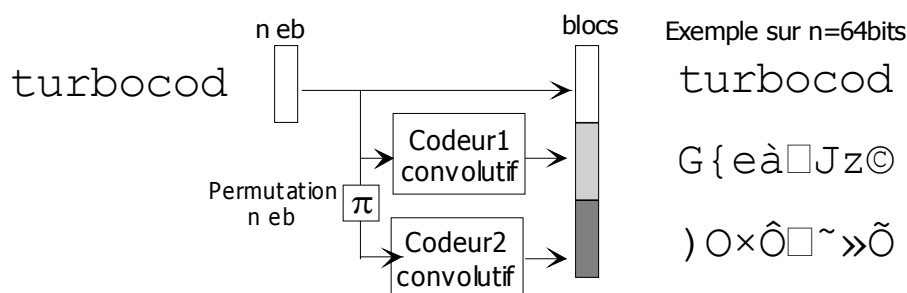 turbocod
n eb
Permutation
n eb
π
Codeur1
convolutif
Codeur2
convolutif
blocs
Exemple sur n=64bits
turbocod
G{eà□Jz©
)O×Ô□˜»Õ